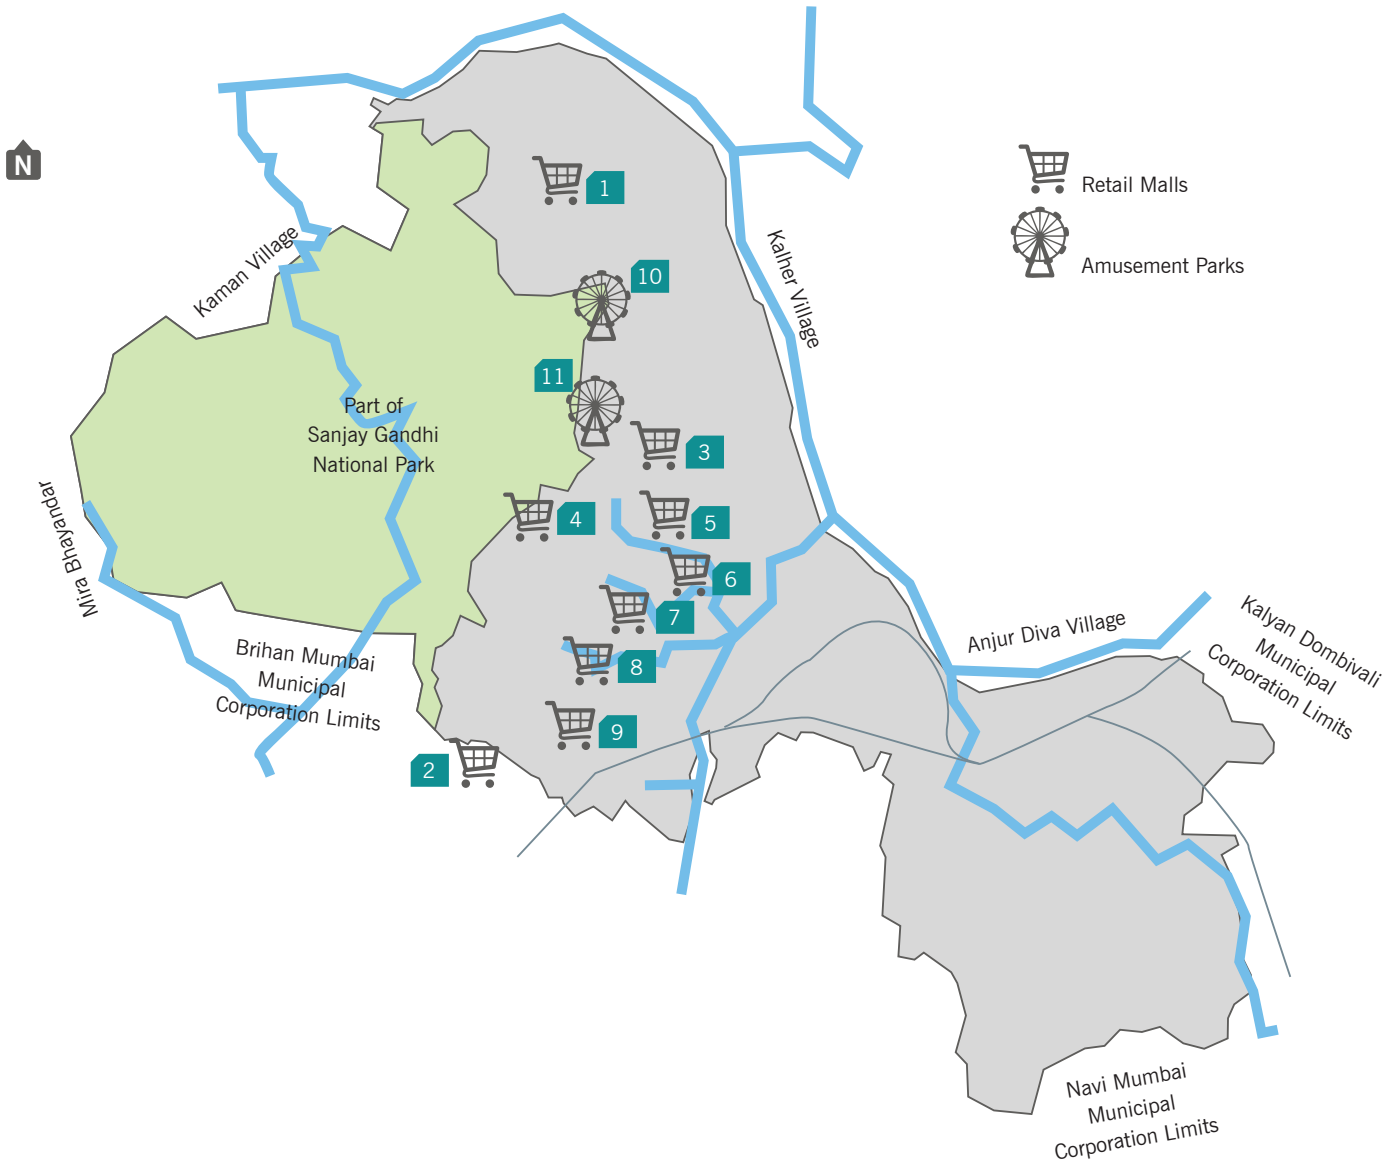 N
1
Retail Malls
Kaman Village
Kalher Village
10
Amusement Parks
11
Part of
Sanjay Gandhi
National Park
3
Mira Bhayandar
4
5
6
7
Anjur Diva Village
Kalyan Dombivali
Municipal
Corporation Limits
Brihan Mumbai
Municipal
Corporation Limits
8
9
2
Navi Mumbai
Municipal
Corporation Limits